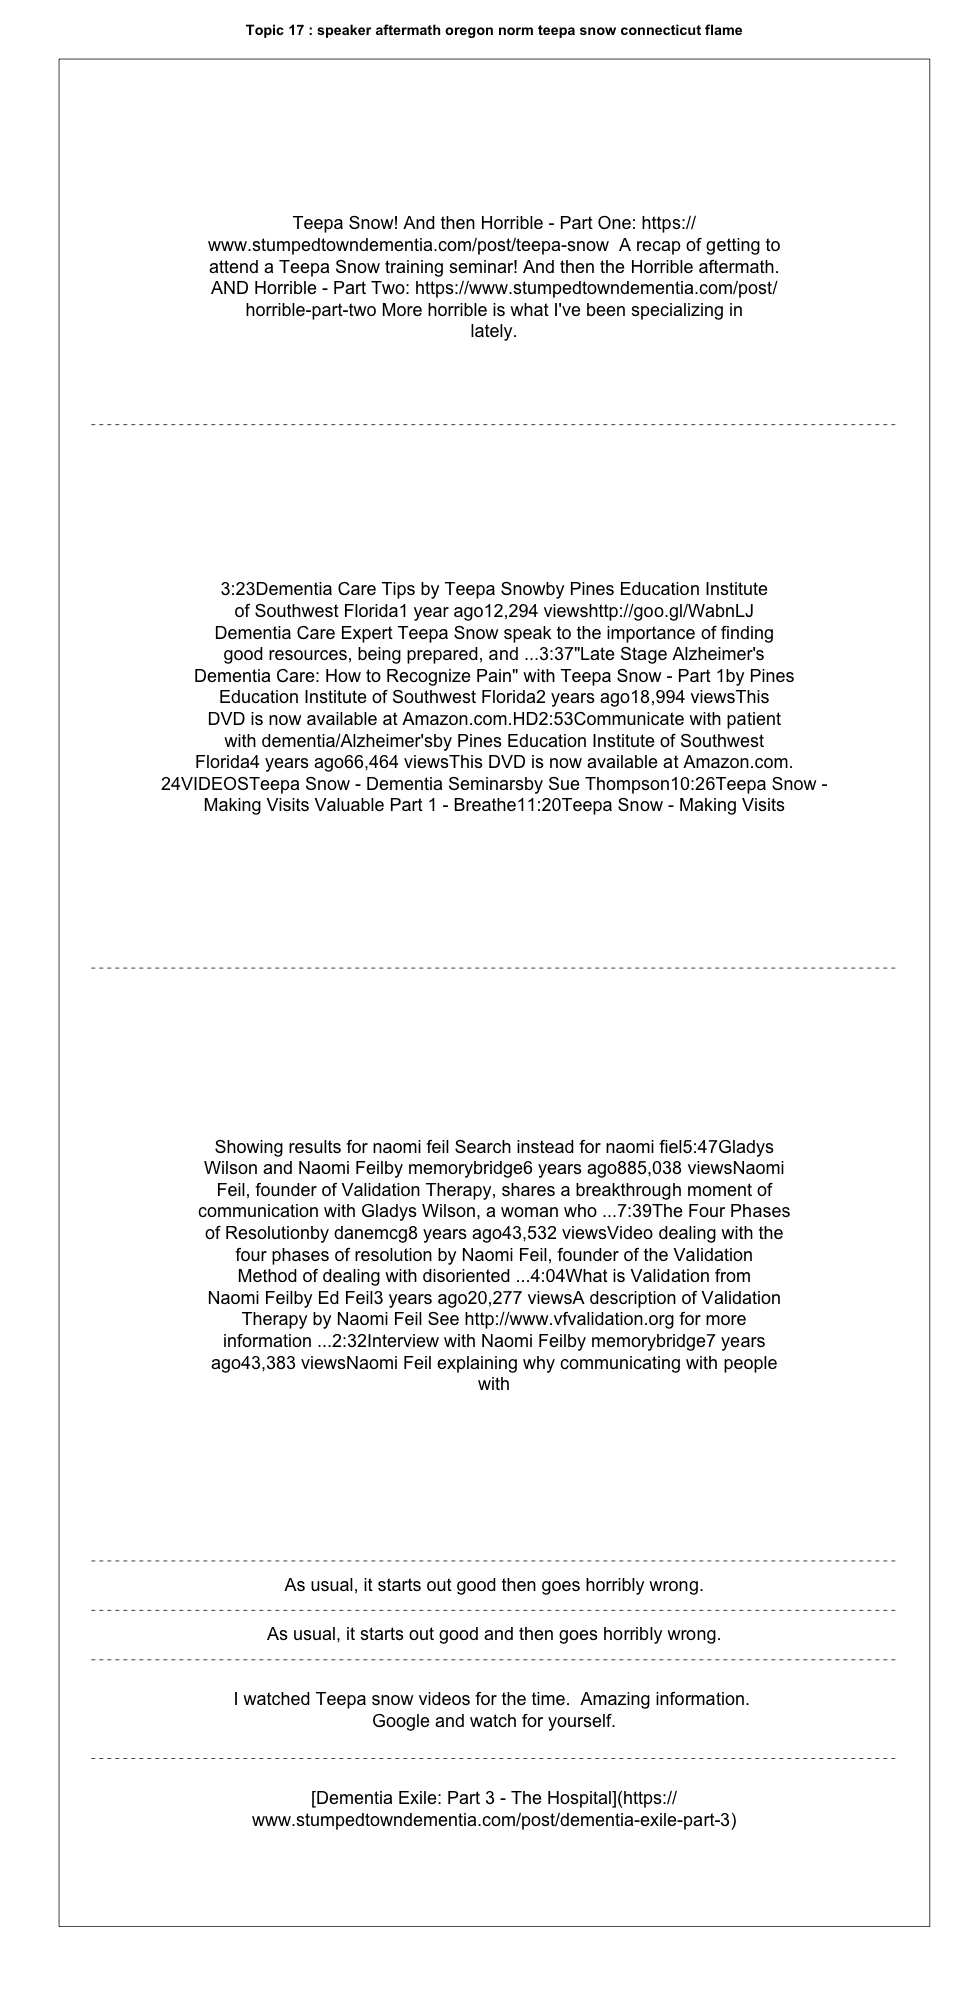 Topic 17 : speaker aftermath oregon norm teepa snow connecticut flame
Teepa Snow! And then Horrible - Part One: https://
www.stumpedtowndementia.com/post/teepa-snow  A recap of getting to
attend a Teepa Snow training seminar! And then the Horrible aftermath.
AND Horrible - Part Two: https://www.stumpedtowndementia.com/post/
horrible-part-two More horrible is what I've been specializing in
lately.
3:23Dementia Care Tips by Teepa Snowby Pines Education Institute
of Southwest Florida1 year ago12,294 viewshttp://goo.gl/WabnLJ
Dementia Care Expert Teepa Snow speak to the importance of finding
good resources, being prepared, and ...3:37"Late Stage Alzheimer's
Dementia Care: How to Recognize Pain" with Teepa Snow - Part 1by Pines
Education Institute of Southwest Florida2 years ago18,994 viewsThis
DVD is now available at Amazon.com.HD2:53Communicate with patient
with dementia/Alzheimer'sby Pines Education Institute of Southwest
Florida4 years ago66,464 viewsThis DVD is now available at Amazon.com.
24VIDEOSTeepa Snow - Dementia Seminarsby Sue Thompson10:26Teepa Snow -
Making Visits Valuable Part 1 - Breathe11:20Teepa Snow - Making Visits
Showing results for naomi feil Search instead for naomi fiel5:47Gladys
Wilson and Naomi Feilby memorybridge6 years ago885,038 viewsNaomi
Feil, founder of Validation Therapy, shares a breakthrough moment of
communication with Gladys Wilson, a woman who ...7:39The Four Phases
of Resolutionby danemcg8 years ago43,532 viewsVideo dealing with the
four phases of resolution by Naomi Feil, founder of the Validation
Method of dealing with disoriented ...4:04What is Validation from
Naomi Feilby Ed Feil3 years ago20,277 viewsA description of Validation
Therapy by Naomi Feil See http://www.vfvalidation.org for more
information ...2:32Interview with Naomi Feilby memorybridge7 years
ago43,383 viewsNaomi Feil explaining why communicating with people
with
As usual, it starts out good then goes horribly wrong.
As usual, it starts out good and then goes horribly wrong.
I watched Teepa snow videos for the time.  Amazing information.
Google and watch for yourself.
[Dementia Exile: Part 3 - The Hospital](https://
www.stumpedtowndementia.com/post/dementia-exile-part-3)